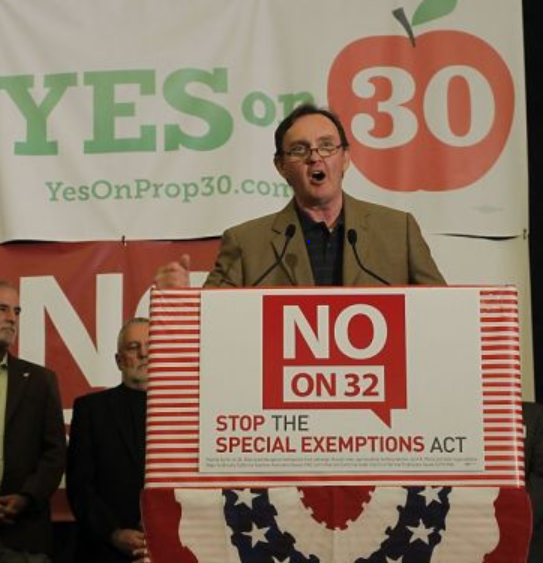 YES on 30
YesOnProp30.com
NO
NO
ON 32
STOP THE
SPECIAL EXEMPTIONS ACT